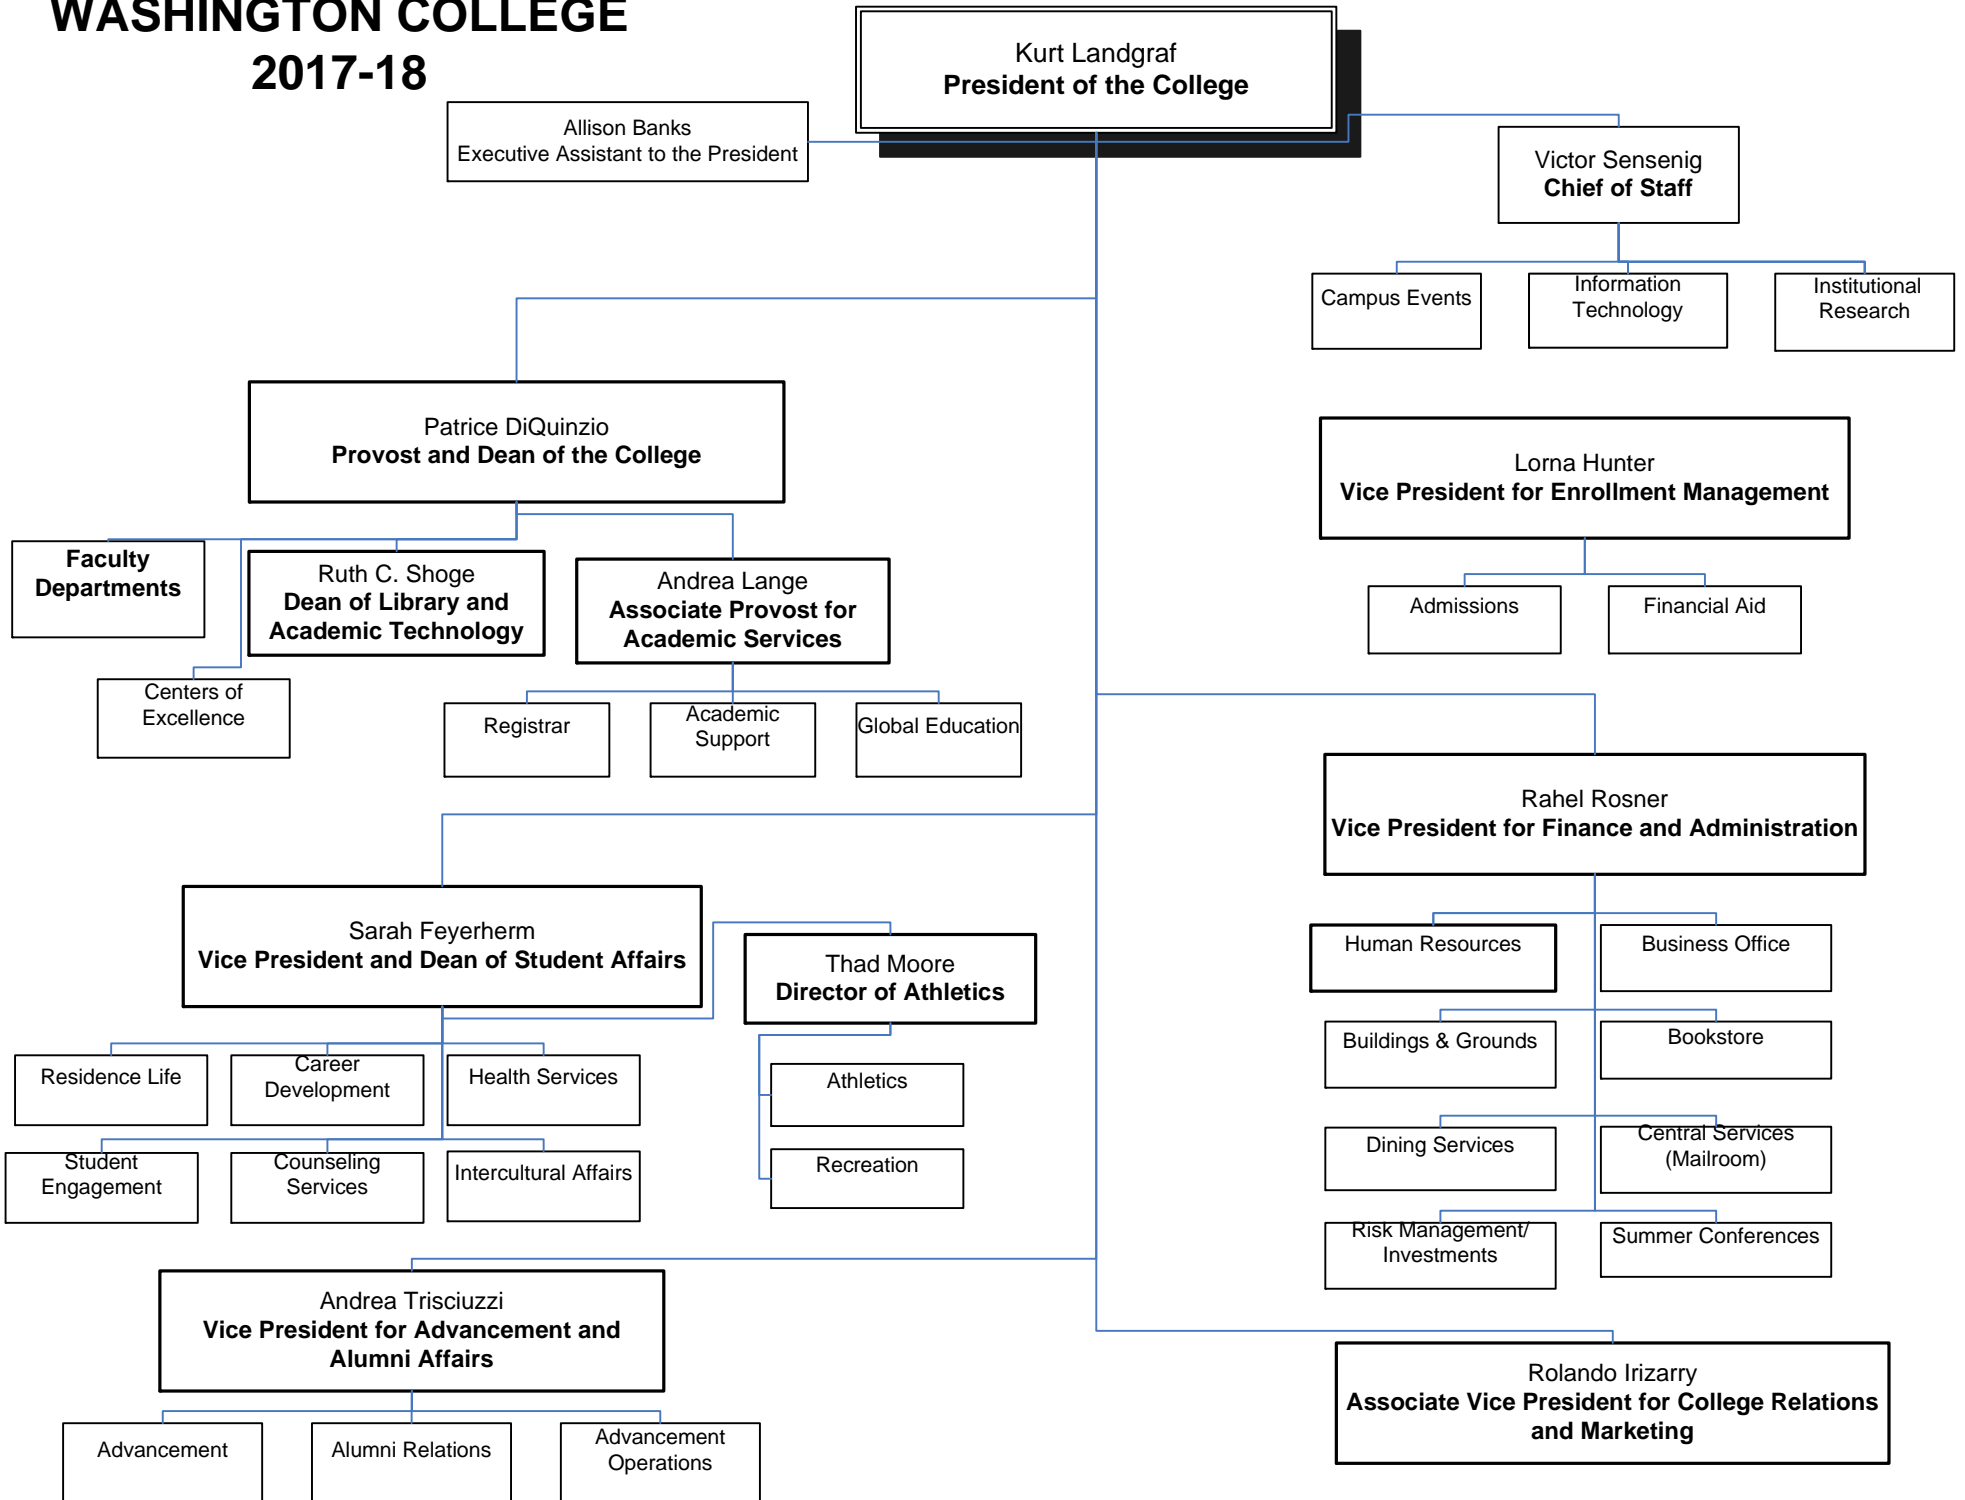 WASHINGTON COLLEGE
2017-18
Kurt Landgraf
President of the College
Allison Banks
Executive Assistant to the President
Victor Sensenig
Chief of Staff
Campus Events
Information
Technology
Institutional
Research
Patrice DiQuinzio
Provost and Dean of the College
Lorna Hunter
Vice President for Enrollment Management
Faculty
Departments
Ruth C. Shoge
Dean of Library and
Academic Technology
Andrea Lange
Associate Provost for
Academic Services
Admissions
Financial Aid
Centers of
Excellence
Registrar
Academic
Support
Global Education
Rahel Rosner
Vice President for Finance and Administration
Sarah Feyerherm
Vice President and Dean of Student Affairs
Thad Moore
Director of Athletics
Human Resources
Business Office
Buildings & Grounds
Bookstore
Residence Life
Career
Development
Health Services
Athletics
Dining Services
Central Services
(Mailroom)
Student
Engagement
Counseling
Services
Intercultural Affairs
Recreation
Risk Management/
Investments
Summer Conferences
Andrea Trisciuzzi
Vice President for Advancement and
Alumni Affairs
Rolando Irizarry
Associate Vice President for College Relations
and Marketing
Advancement
Alumni Relations
Advancement
Operations